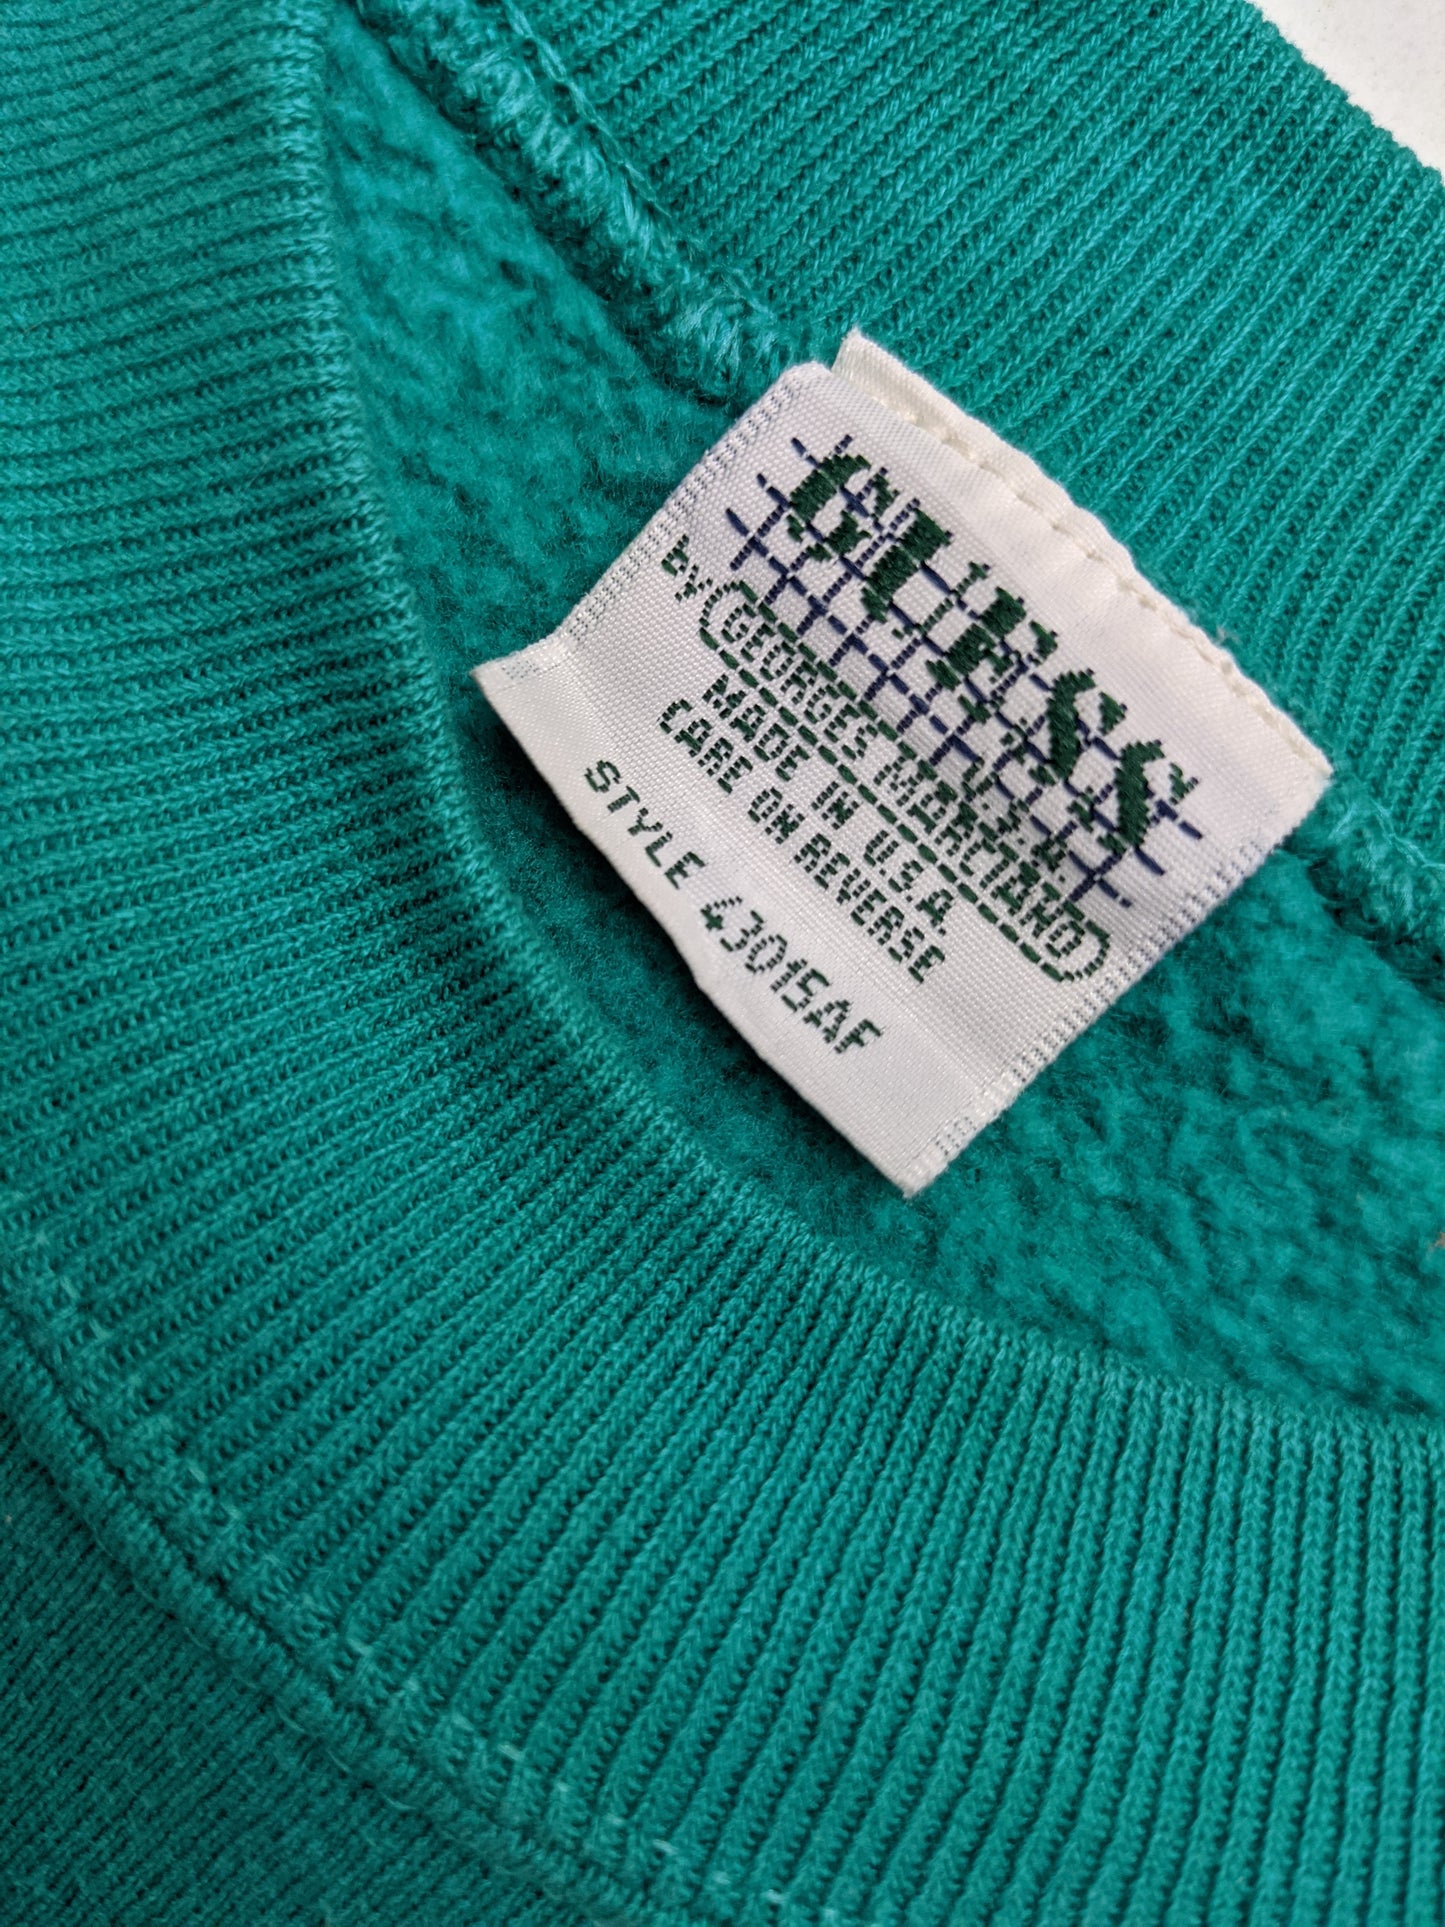 GUESS
by GEORGES MARCIANO
U.S.A.
MADE IN U.S.A.
CARE ON REVERSE
STYLE 43015AF